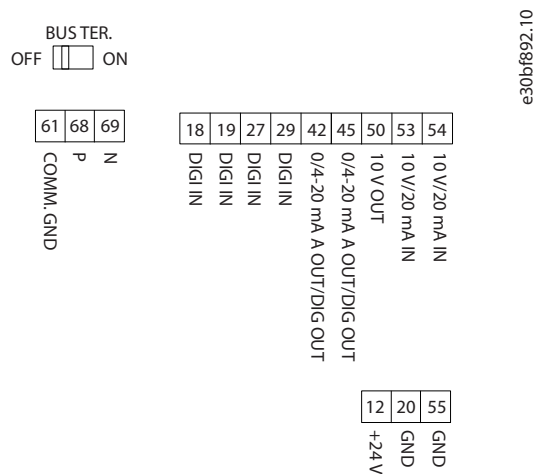 BUS TER.
OFF ON
e30bf892.10
61 68 69
COMM. GND
P
N
18 19 27 29 42 45 50 53 54
DIGI IN
DIGI IN
DIGI IN
DIGI IN
0/4-20 mA A OUT/DIG OUT
0/4-20 mA A OUT/DIG OUT
10 V OUT
10 V/20 mA IN
10 V/20 mA IN
12 20 55
+24 V
GND
GND